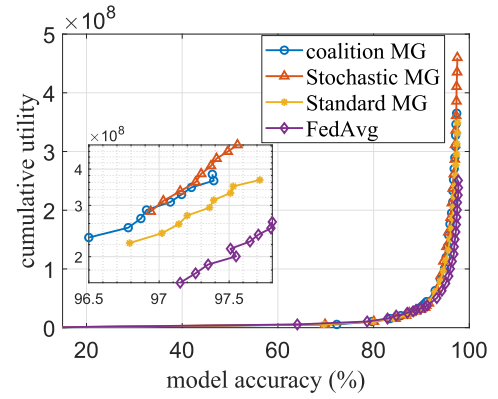 ×10⁸
5
4
3
2
1
0
cumulative utility
coalition MG
Stochastic MG
Standard MG
FedAvg
×10⁸
4
3
2
96.5 97 97.5
20 40 60 80 100
model accuracy (%)